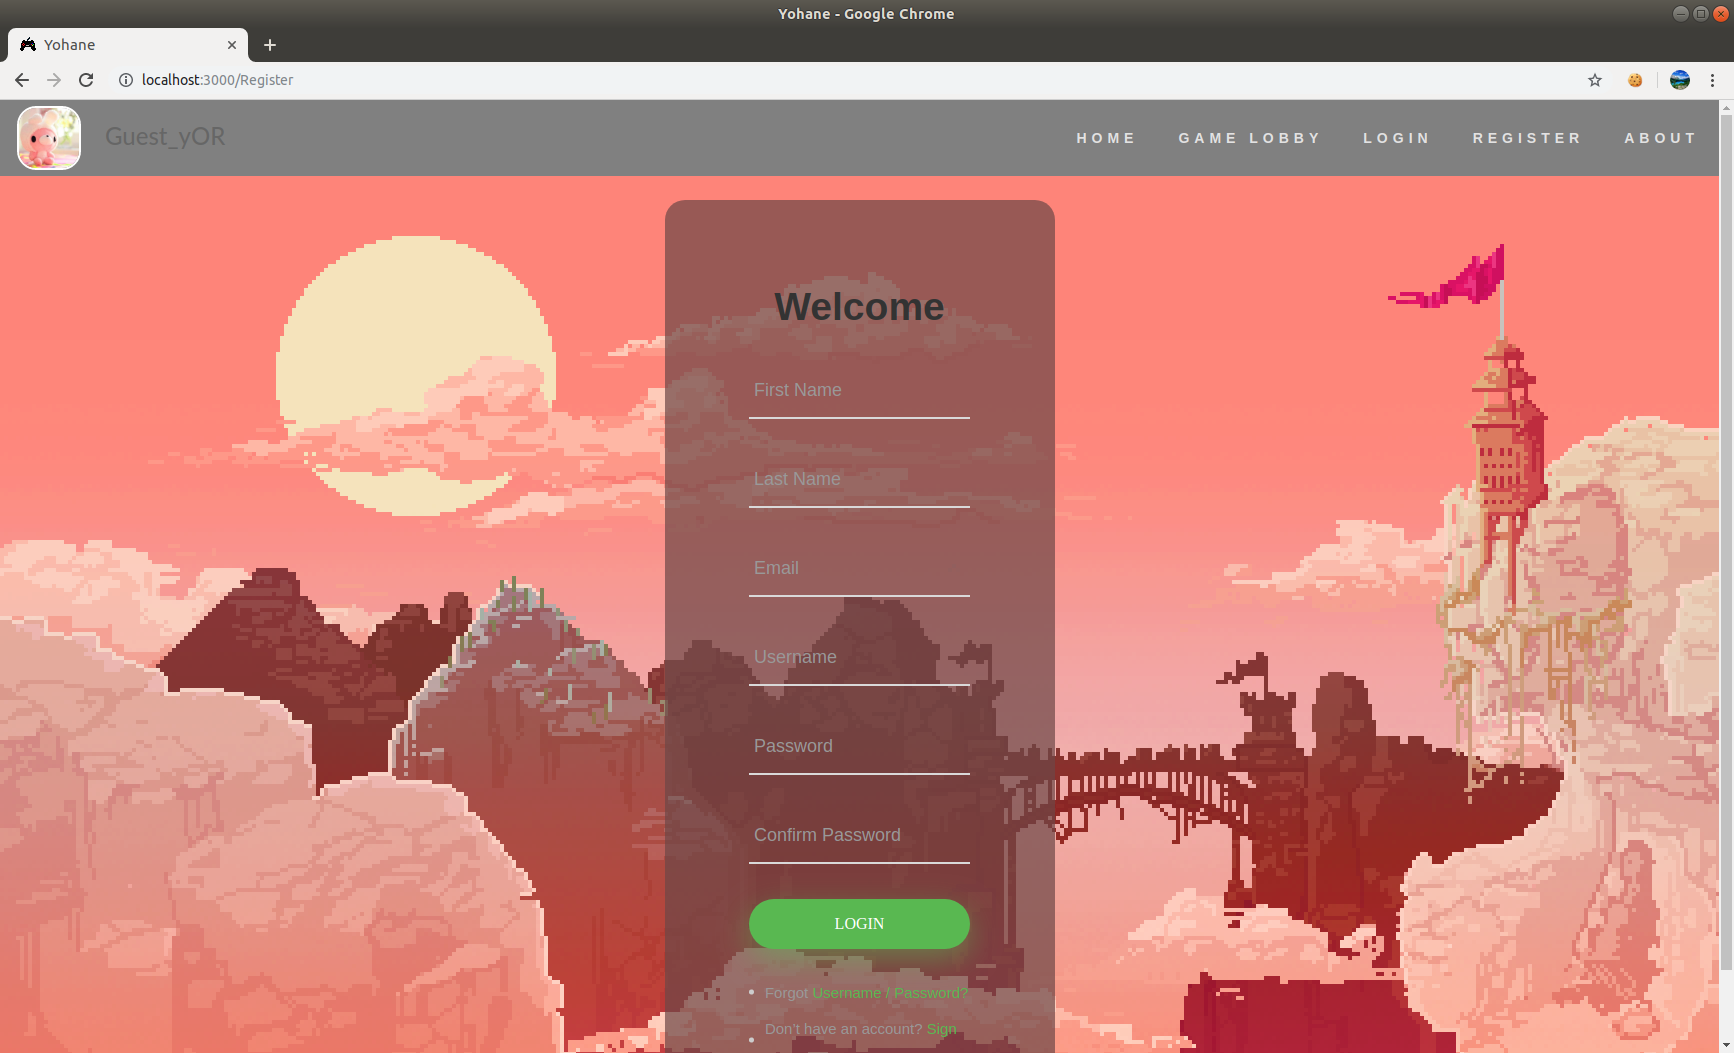 Yohane - Google Chrome
Yohane
localhost:3000/Register
Guest_yOR
HOME GAME LOBBY LOGIN REGISTER ABOUT
Welcome
First Name
Last Name
Email
Username
Password
Confirm Password
LOGIN
Forgot Username / Password?
Don't have an account? Sign